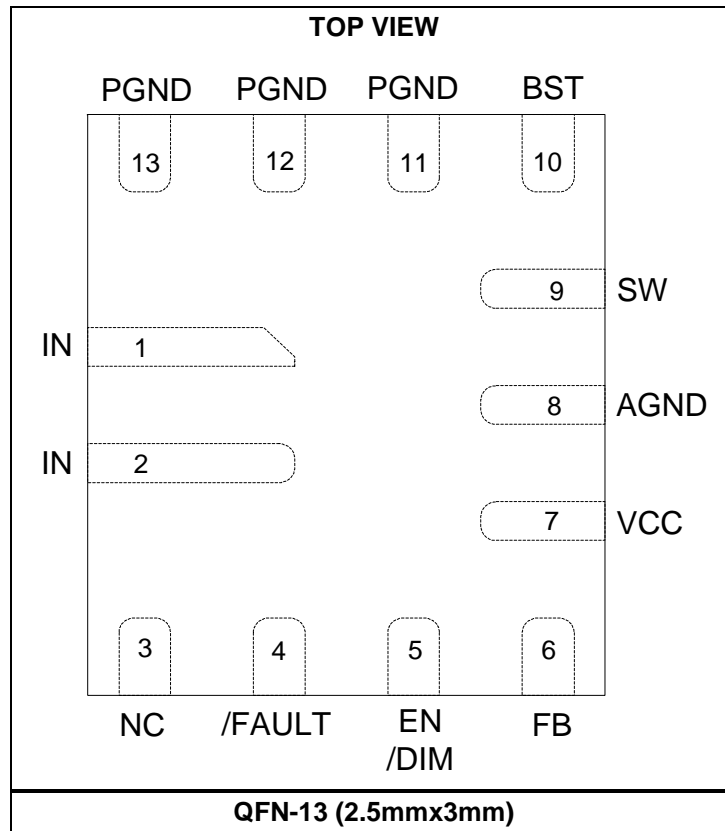 TOP VIEW
PGND PGND PGND BST
13 12 11 10
9 SW
IN 1
8 AGND
IN 2
7 VCC
3 4 5 6
NC /FAULT EN FB
/DIM
QFN-13 (2.5mmx3mm)